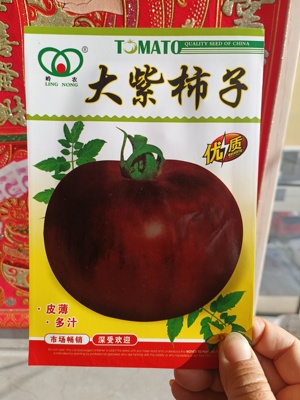 TOMATO QUALITY SEED OF CHINA
®
岭农
LING NONG
大紫柿子
优质
·皮薄
·多汁
市场畅销 深受欢迎